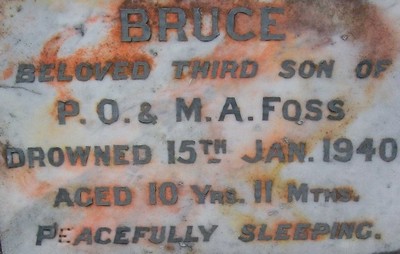 BRUCE
BELOVED THIRD SON OF
P. O. & M. A. FOSS
DROWNED 15TH JAN. 1940
AGED 10 YRS. 11 MTHS.
PEACEFULLY SLEEPING.